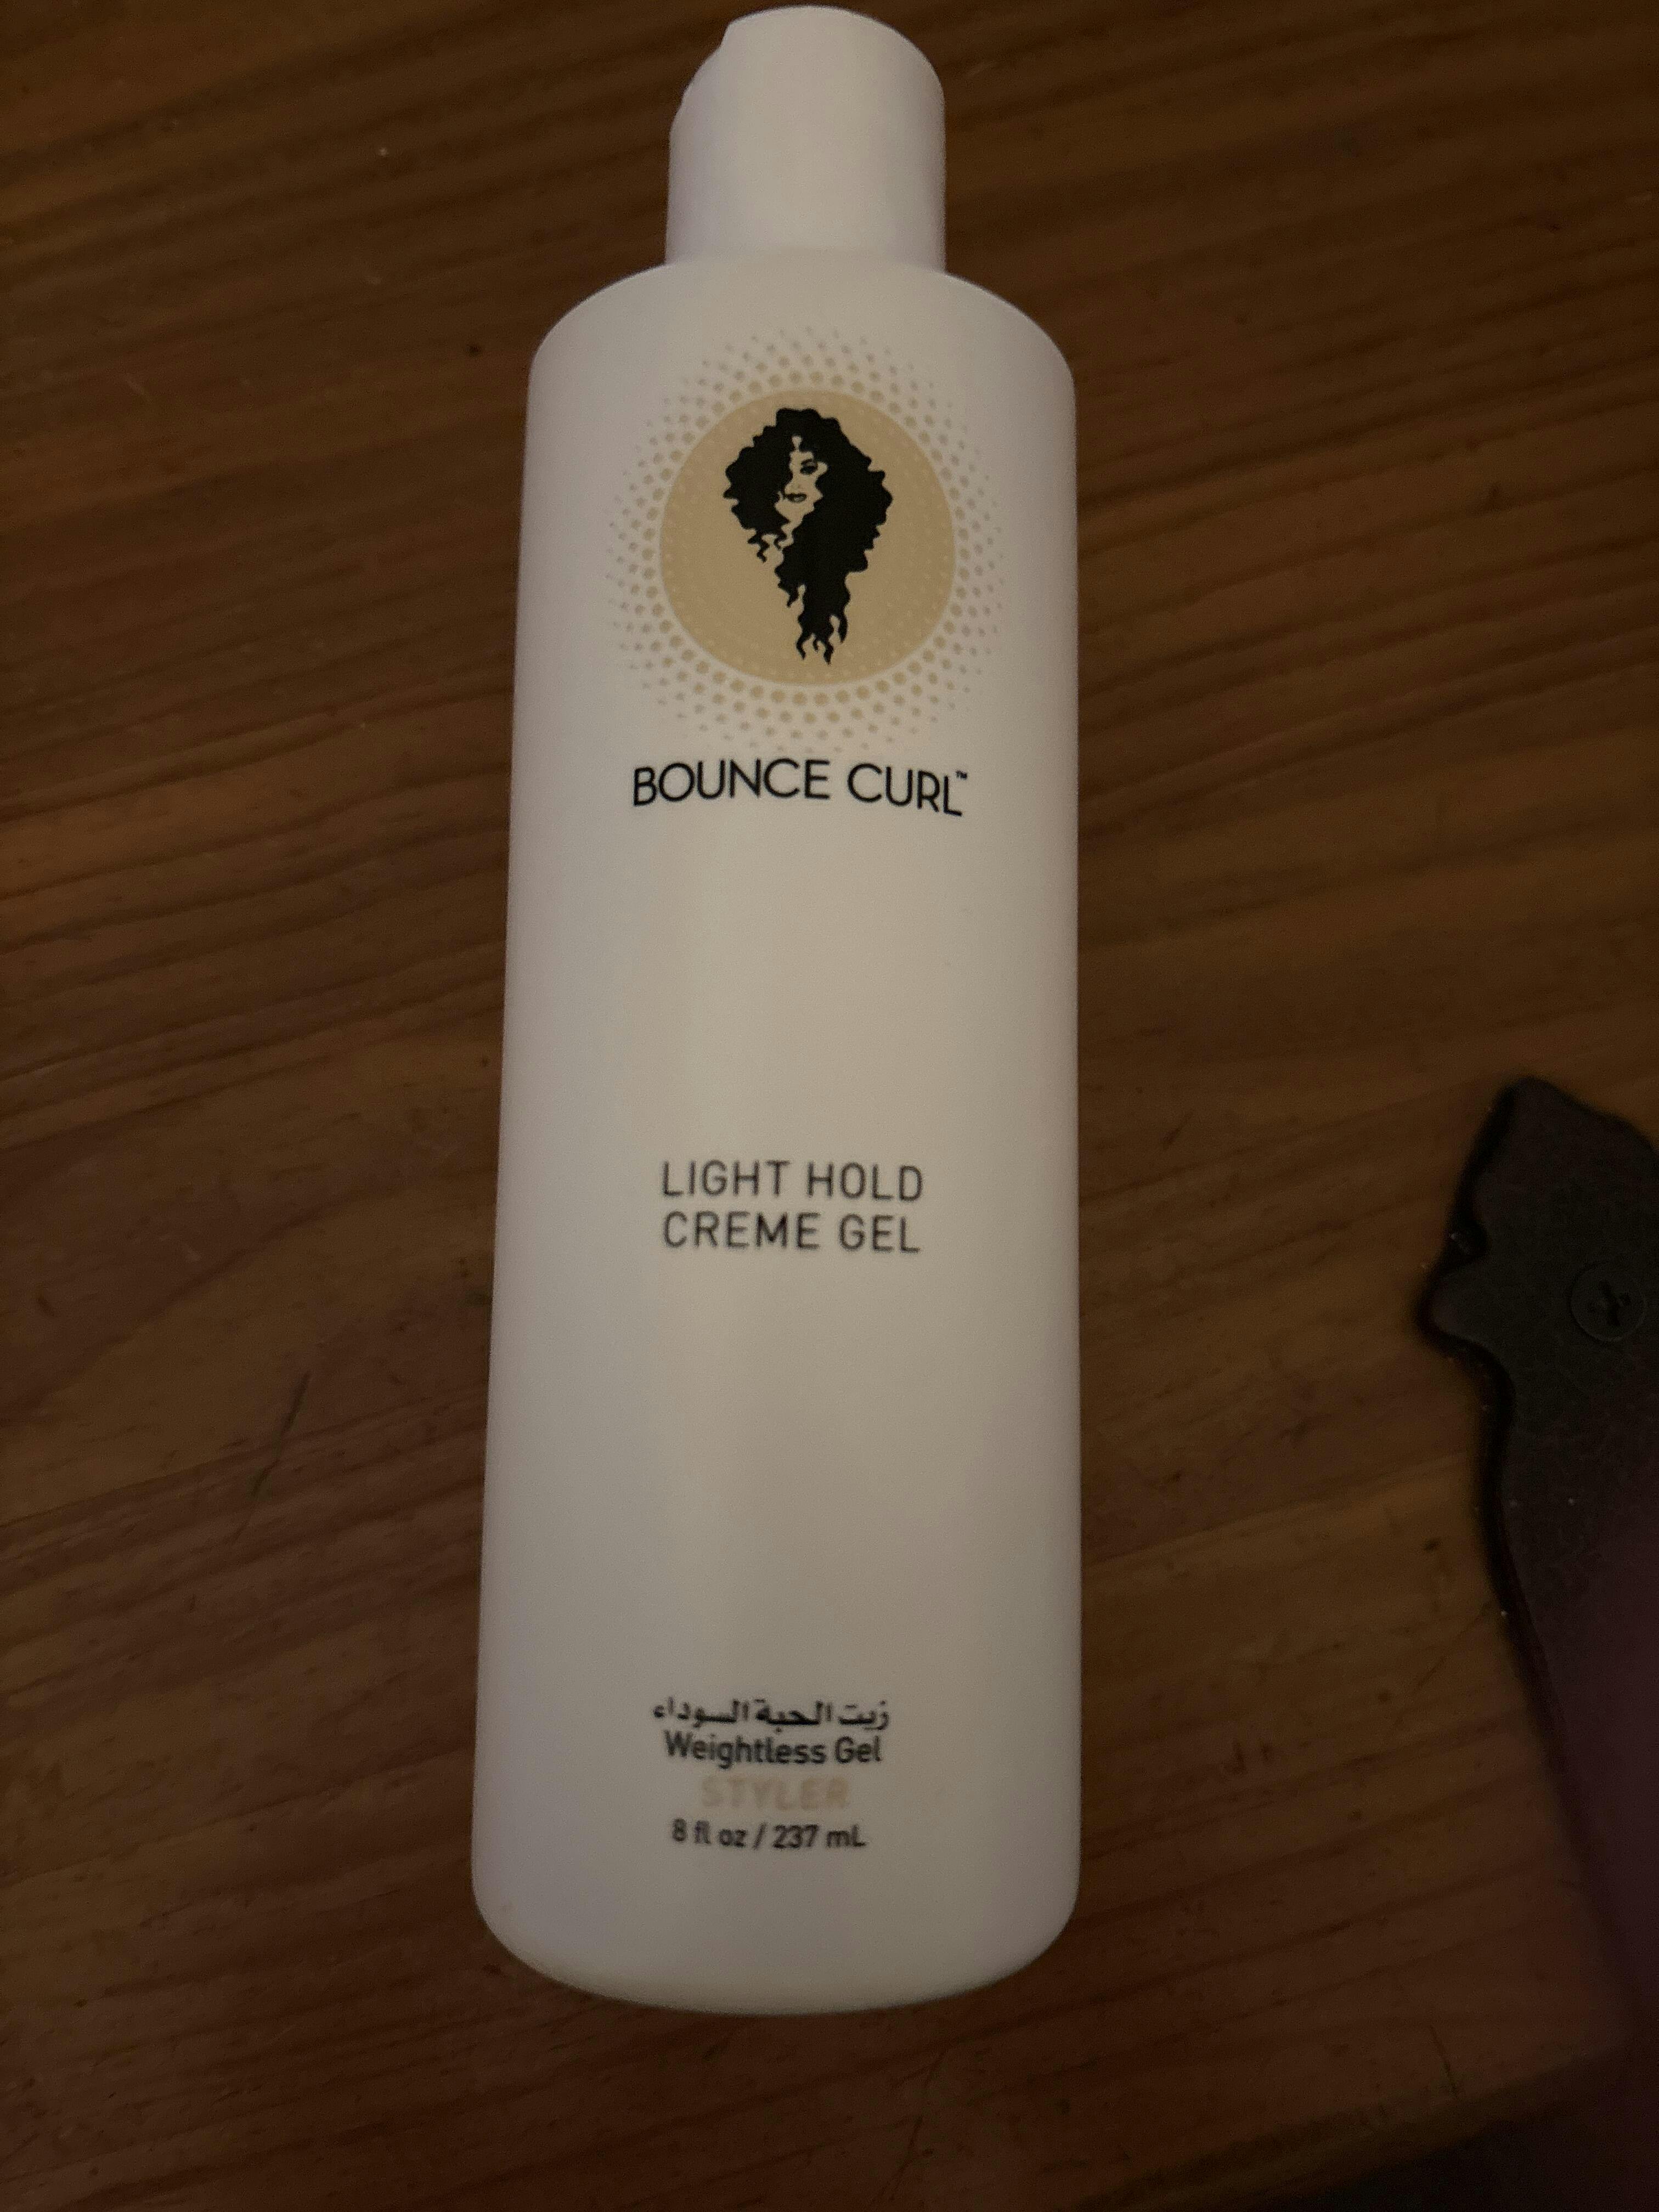 BOUNCE CURL™
LIGHT HOLD
CREME GEL
زيت الحبة السوداء
Weightless Gel
STYLER
8 fl oz / 237 mL